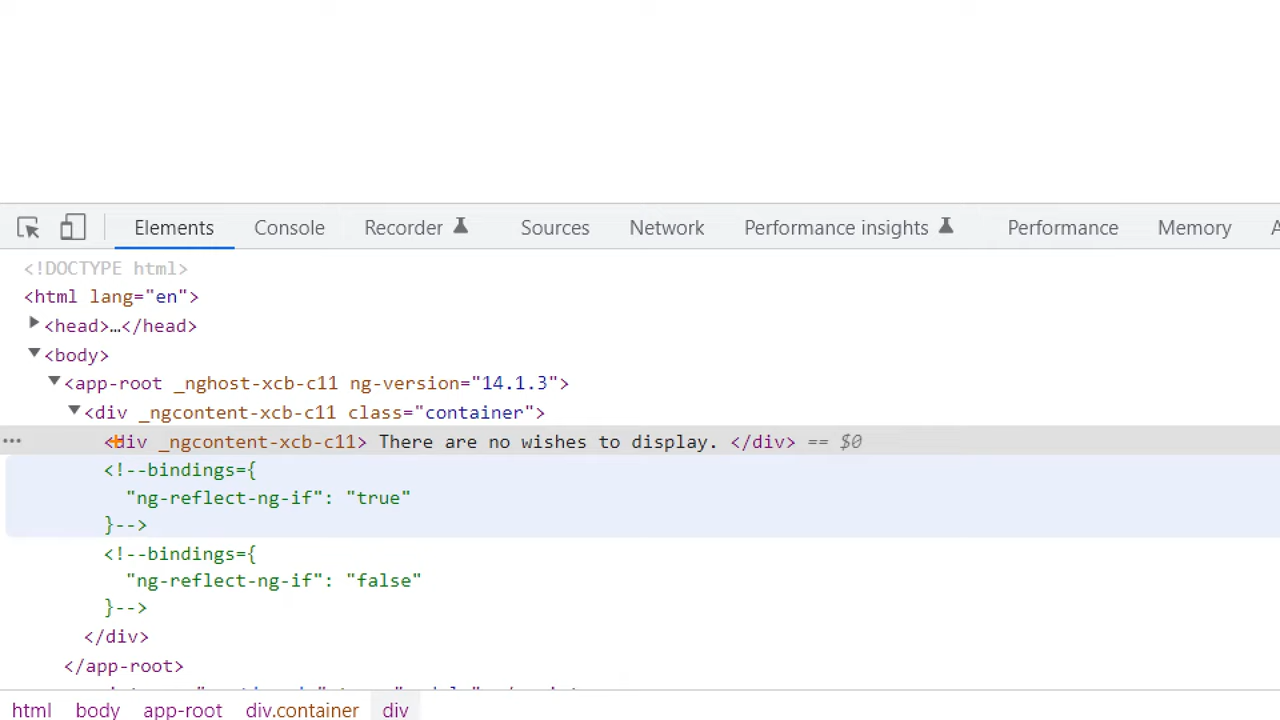 Elements Console Recorder Sources Network Performance insights Performance Memory
<!DOCTYPE html>
<html lang="en">
<head>…</head>
<body>
<app-root _nghost-xcb-c11 ng-version="14.1.3">
<div _ngcontent-xcb-c11 class="container">
<div _ngcontent-xcb-c11> There are no wishes to display. </div> == $0
<!--bindings={
"ng-reflect-ng-if": "true"
}-->
<!--bindings={
"ng-reflect-ng-if": "false"
}-->
</div>
</app-root>
html body app-root div.container div